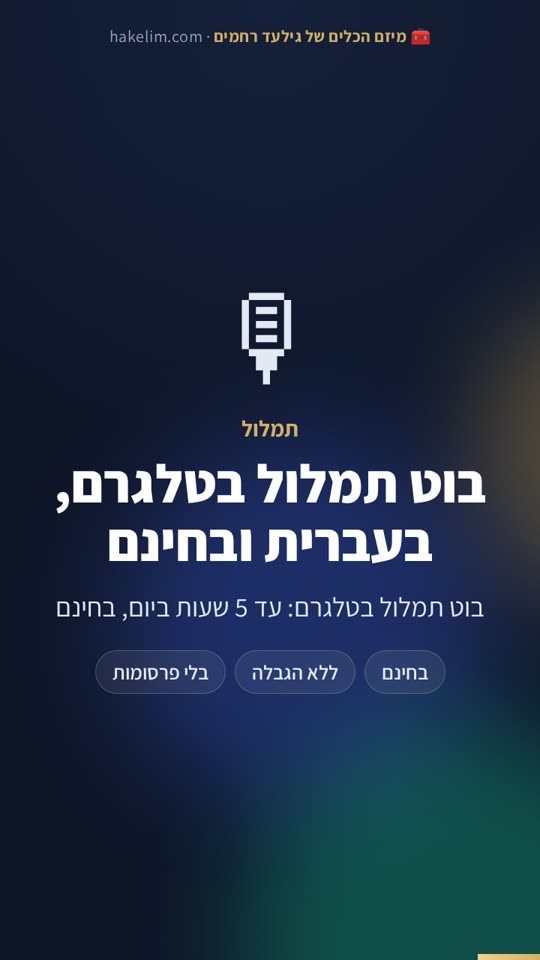 🧰 מיזם הכלים של גילעד רחמים · hakelim.com
תמלול
בוט תמלול בטלגרם,
בעברית ובחינם
בוט תמלול בטלגרם: עד 5 שעות ביום, בחינם
בחינם
ללא הגבלה
בלי פרסומות